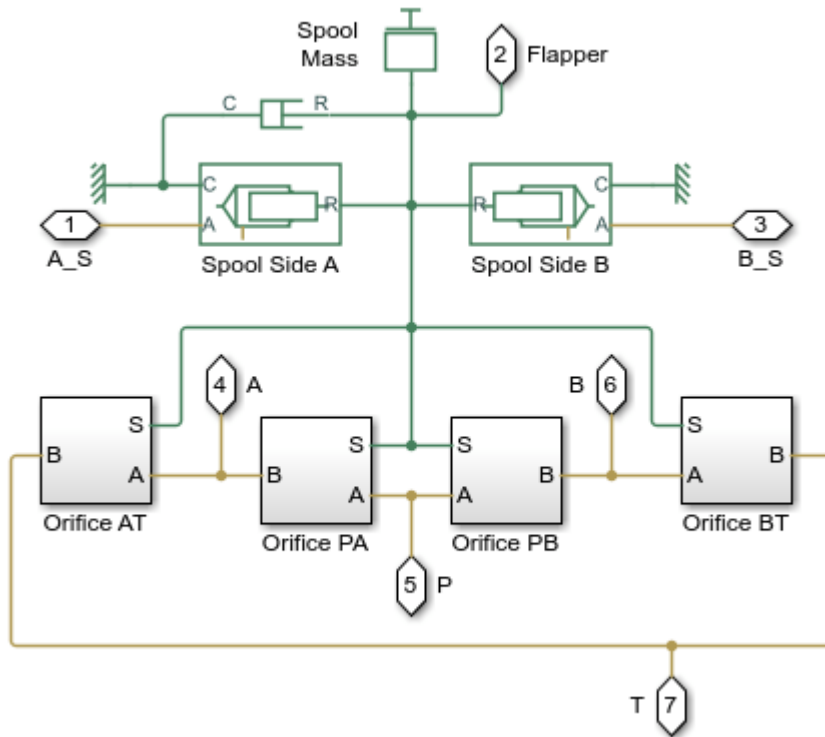 Spool
Mass
2 Flapper
C R
C
A
R
Spool Side A
R
C
A
Spool Side B
1
A_S
3
B_S
4 A
B 6
S
B
A
Orifice AT
S
B
A
Orifice PA
S
A
B
Orifice PB
S
B
A
Orifice BT
5 P
T 7